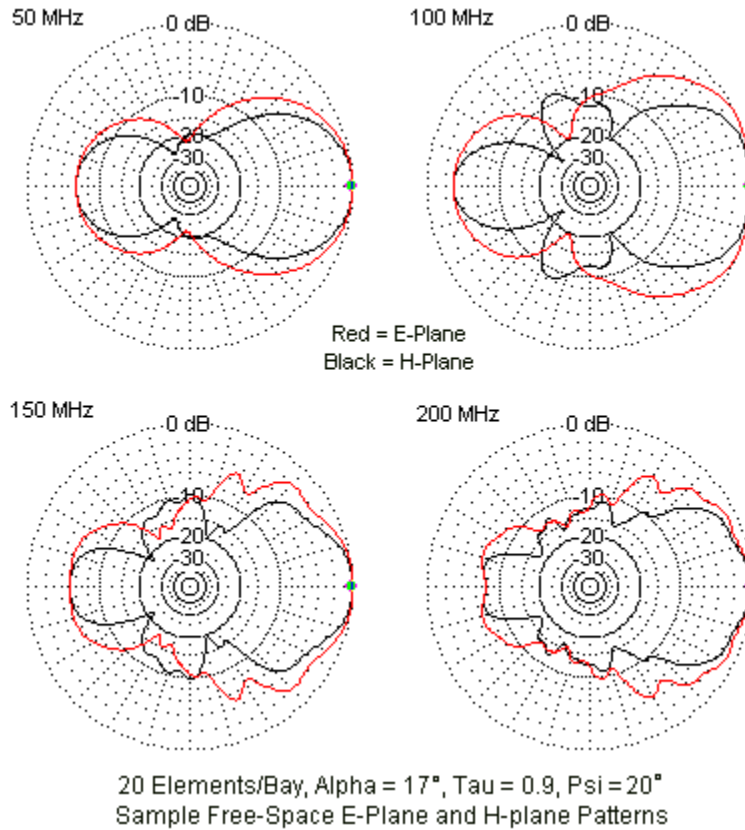 50 MHz
0 dB
-10
20
30
100 MHz
0 dB
10
20
30
Red = E-Plane
Black = H-Plane
150 MHz
0 dB
10
20
30
200 MHz
0 dB
10
20
30
20 Elements/Bay, Alpha = 17°, Tau = 0.9, Psi = 20°
Sample Free-Space E-Plane and H-plane Patterns